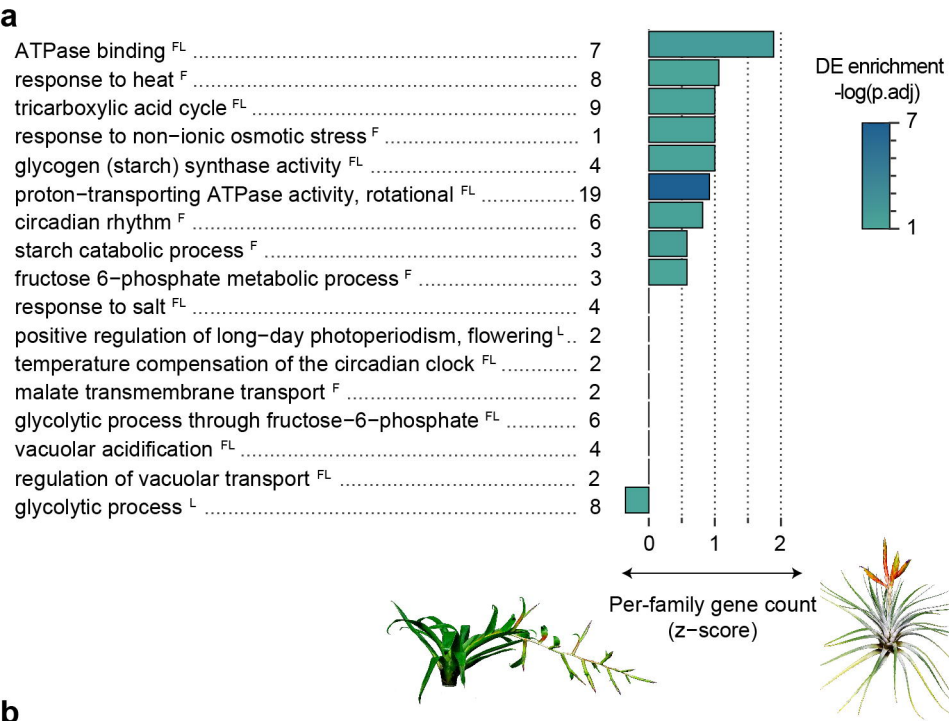 a
ATPase binding FL ........ 7
response to heat F ........ 8
tricarboxylic acid cycle FL ........ 9
response to non−ionic osmotic stress F ........ 1
glycogen (starch) synthase activity FL ........ 4
proton−transporting ATPase activity, rotational FL ........ 19
circadian rhythm F ........ 6
starch catabolic process F ........ 3
fructose 6−phosphate metabolic process F ........ 3
response to salt FL ........ 4
positive regulation of long−day photoperiodism, flowering L .. 2
temperature compensation of the circadian clock FL ........ 2
malate transmembrane transport F ........ 2
glycolytic process through fructose−6−phosphate FL ........ 6
vacuolar acidification FL ........ 4
regulation of vacuolar transport FL ........ 2
glycolytic process L ........ 8
0 1 2
Per−family gene count
(z−score)
DE enrichment
-log(p.adj)
7
1
b